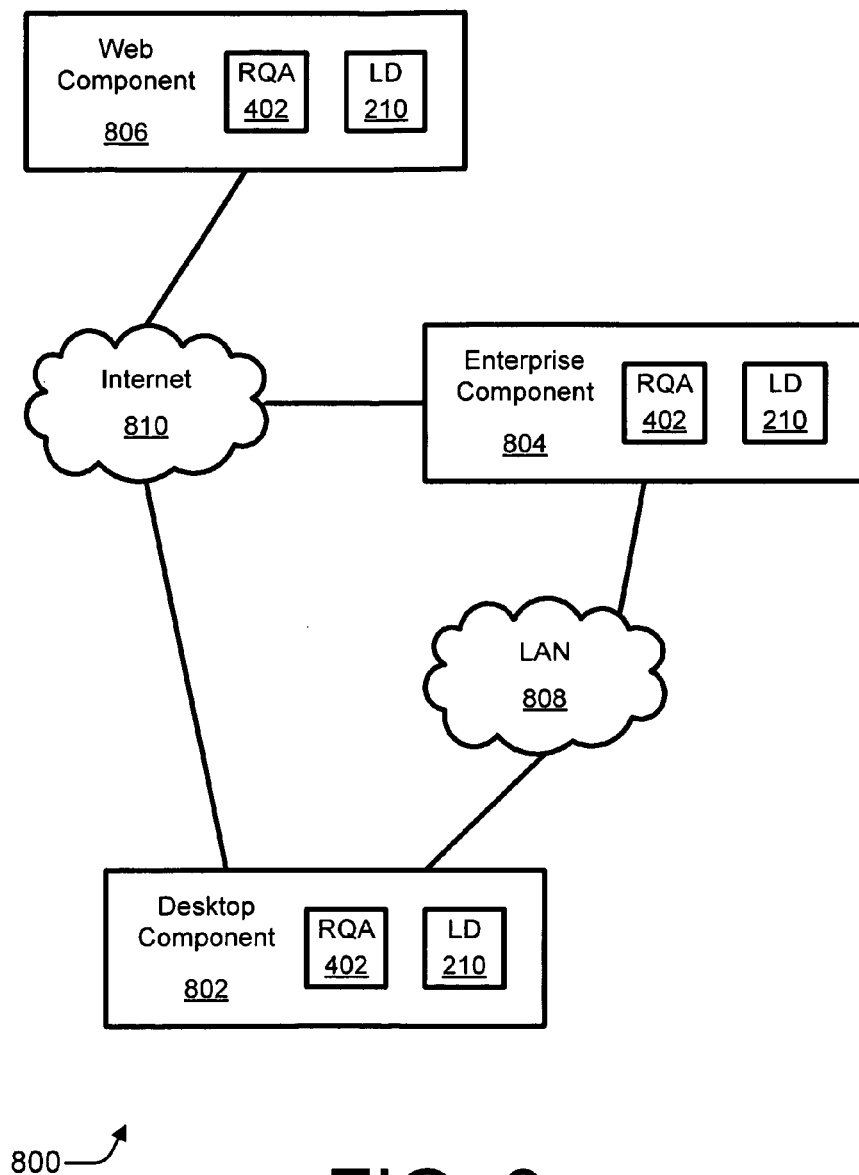 Web
Component
806
RQA
402
LD
210
Internet
810
Enterprise
Component
804
RQA
402
LD
210
LAN
808
Desktop
Component
802
RQA
402
LD
210
800